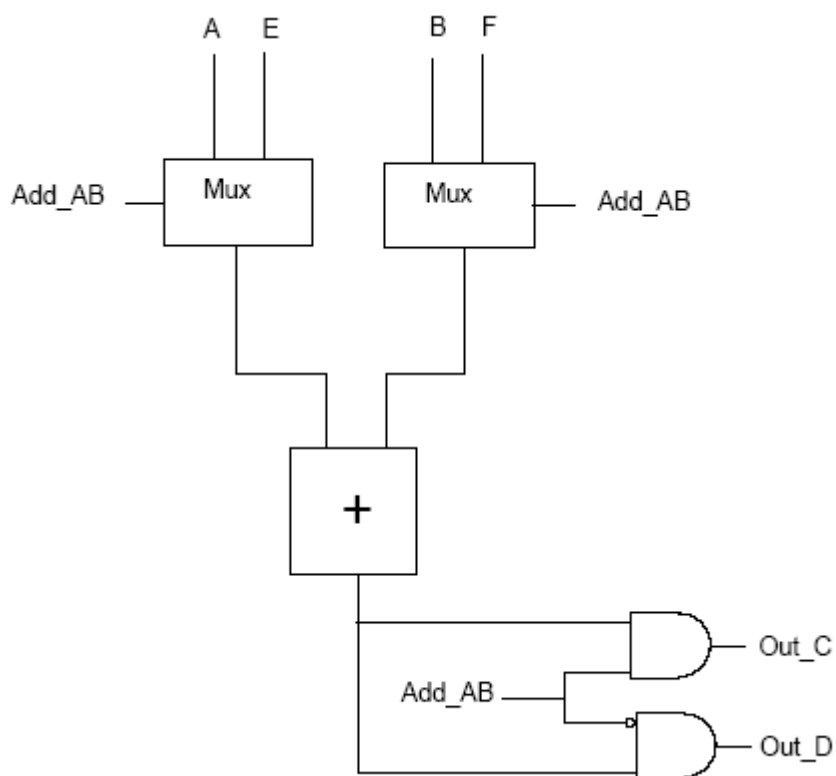 A E B F
Add_AB Mux Mux Add_AB
+
Out_C
Add_AB
Out_D